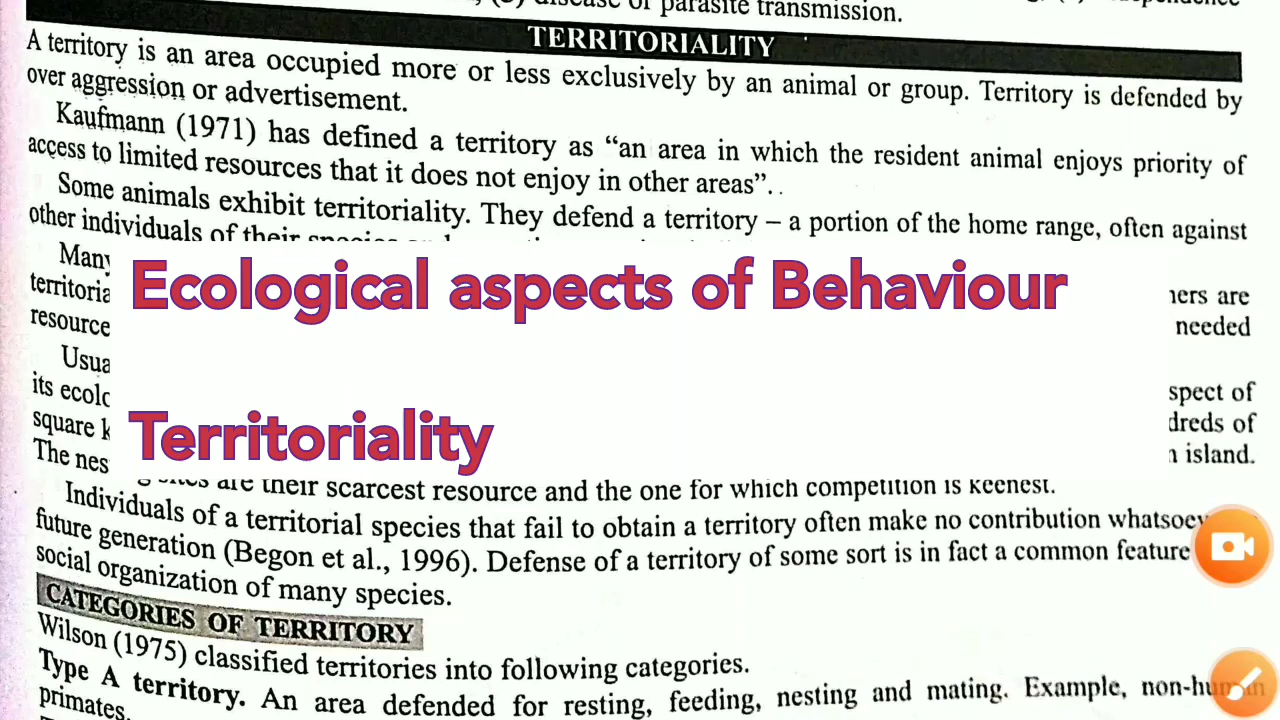 disease or parasite transmission.
TERRITORIALITY
A territory is an area occupied more or less exclusively by an animal or group. Territory is defended by
over aggression or advertisement.
Kaufmann (1971) has defined a territory as “an area in which the resident animal enjoys priority of
access to limited resources that it does not enjoy in other areas”.
Some animals exhibit territoriality. They defend a territory – a portion of the home range, often against
other individuals of their
Many
Ecological aspects of Behaviour
are
resource
needed
its
spect of
square
of
Territoriality
The
island.
are their scarcest resource and the one for which competition is keenest.
Individuals of a territorial species that fail to obtain a territory often make no contribution
future generation (Begon et al., 1996). Defense of a territory of some sort is in fact a common feature
social organization of many species.
CATEGORIES OF TERRITORY
Wilson (1975) classified territories into following categories.
Type A territory. An area defended for resting, feeding, nesting and mating. Example, non-human
primates.